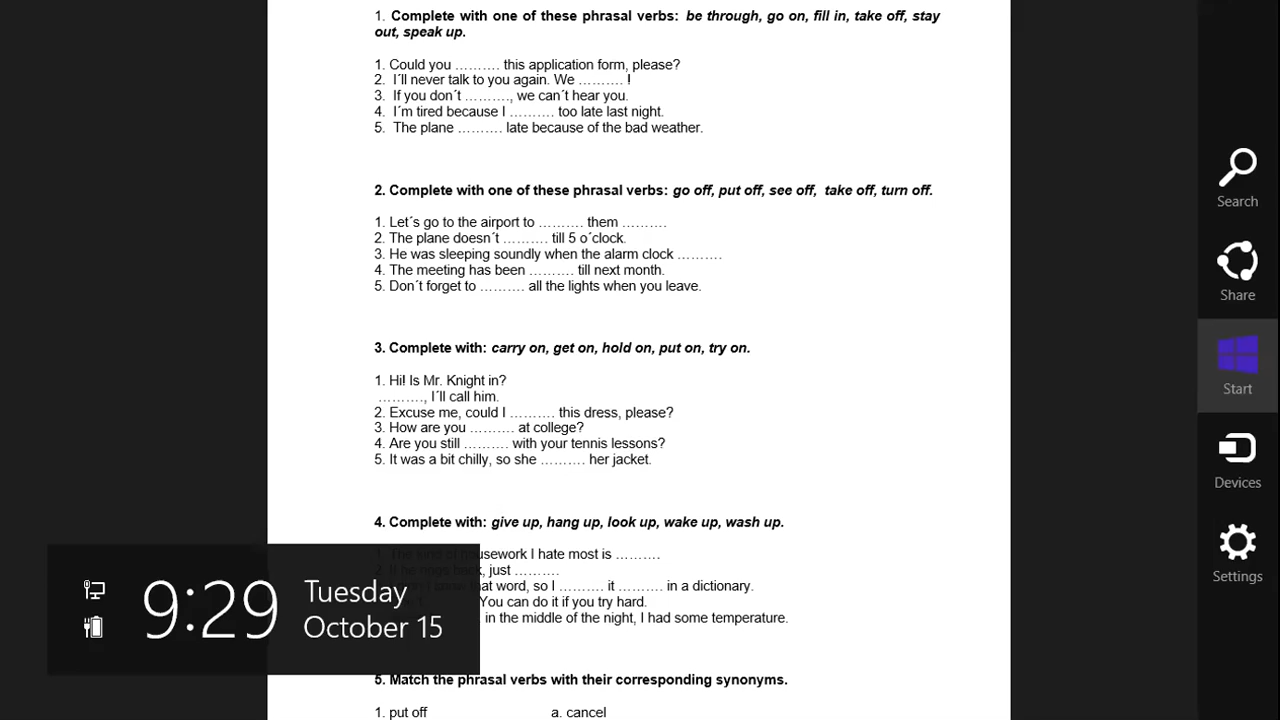 1. Complete with one of these phrasal verbs: be through, go on, fill in, take off, stay
out, speak up.
1. Could you ………. this application form, please?
2. I´ll never talk to you again. We ………. !
3. If you don´t ………., we can´t hear you.
4. I´m tired because I ………. too late last night.
5. The plane ………. late because of the bad weather.
2. Complete with one of these phrasal verbs: go off, put off, see off, take off, turn off.
1. Let´s go to the airport to ………. them ……….
2. The plane doesn´t ………. till 5 o´clock.
3. He was sleeping soundly when the alarm clock ……….
4. The meeting has been ………. till next month.
5. Don´t forget to ………. all the lights when you leave.
3. Complete with: carry on, get on, hold on, put on, try on.
1. Hi! Is Mr. Knight in?
………., I´ll call him.
2. Excuse me, could I ………. this dress, please?
3. How are you ………. at college?
4. Are you still ………. with your tennis lessons?
5. It was a bit chilly, so she ………. her jacket.
4. Complete with: give up, hang up, look up, wake up, wash up.
1. The kind of housework I hate most is ……….
just ……….
that word, so I ………. it ………. in a dictionary.
You can do it if you try hard.
in the middle of the night, I had some temperature.
5. Match the phrasal verbs with their corresponding synonyms.
1. put off a. cancel
9:29
Tuesday
October 15
Search
Share
Start
Devices
Settings